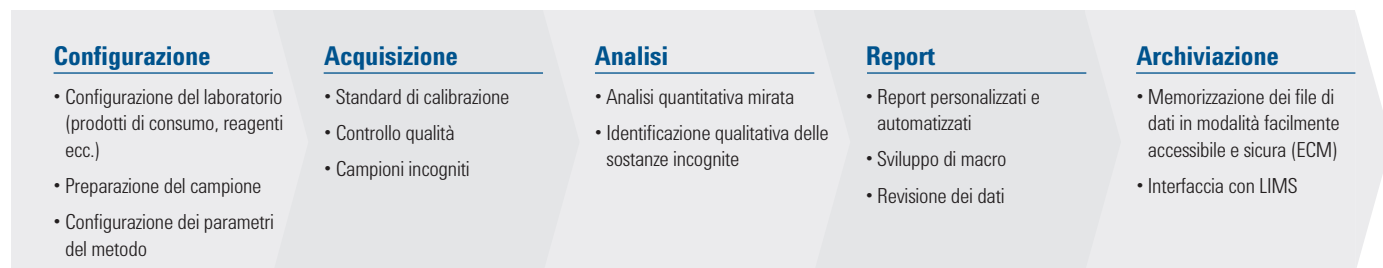 Configurazione
• Configurazione del laboratorio
(prodotti di consumo, reagenti
ecc.)
• Preparazione del campione
• Configurazione dei parametri
del metodo
Acquisizione
• Standard di calibrazione
• Controllo qualità
• Campioni incogniti
Analisi
• Analisi quantitativa mirata
• Identificazione qualitativa delle
sostanze incognite
Report
• Report personalizzati e
automatizzati
• Sviluppo di macro
• Revisione dei dati
Archiviazione
• Memorizzazione dei file di
dati in modalità facilmente
accessibile e sicura (ECM)
• Interfaccia con LIMS